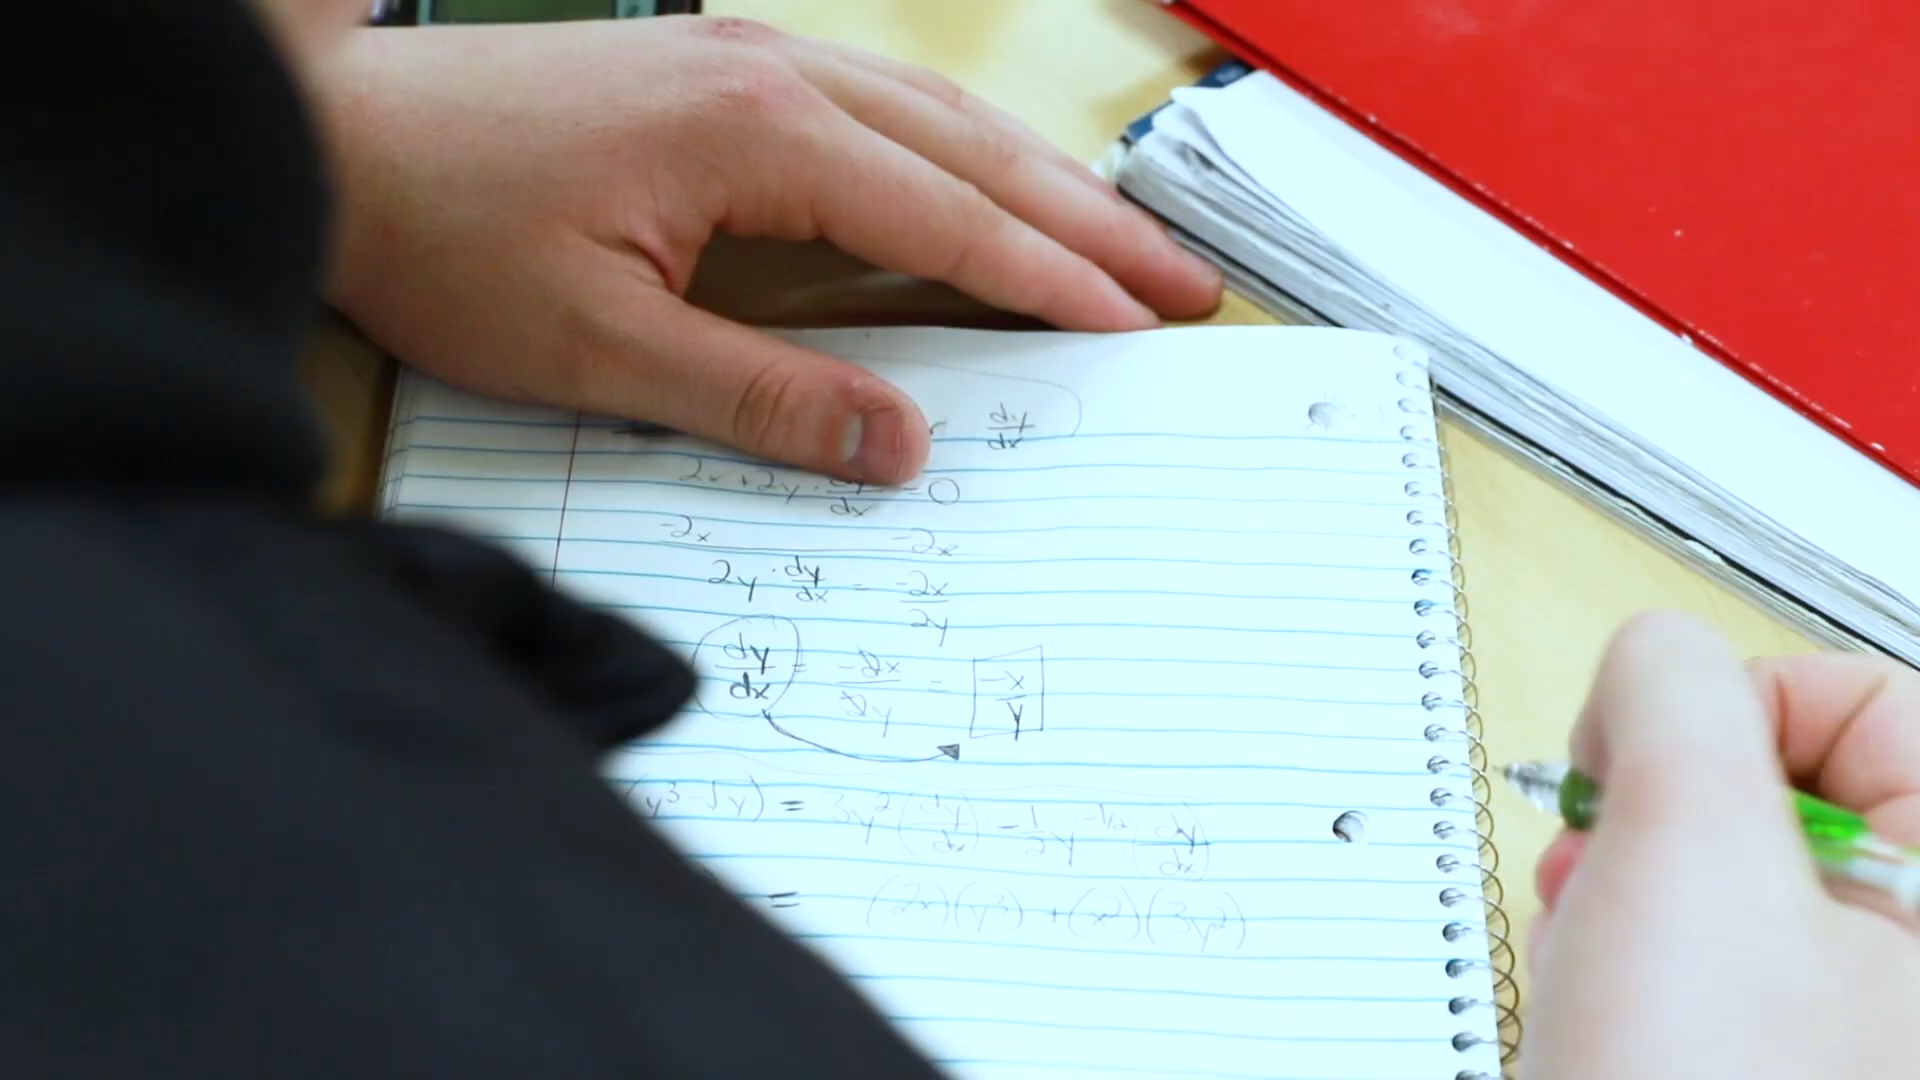 dy/dx
2x + 2y · dy/dx = 0
-2x -2x
2y · dy/dx = -2x/2y
dy/dx = -2x/2y = -x/y
(y³ - √y) = 3y² (dy/dx) - 1/2 y^-1/2 (dy/dx)
= (2x)(y³) + (x²)(3y²)